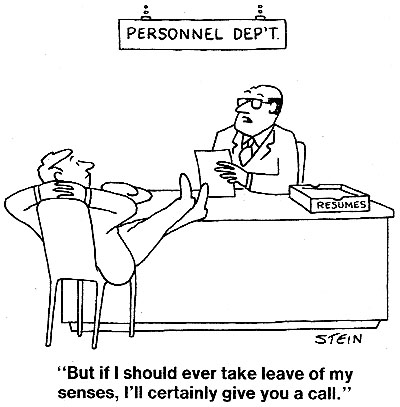 PERSONNEL DEP'T.
RESUMES
STEIN
"But if I should ever take leave of my
senses, I'll certainly give you a call."